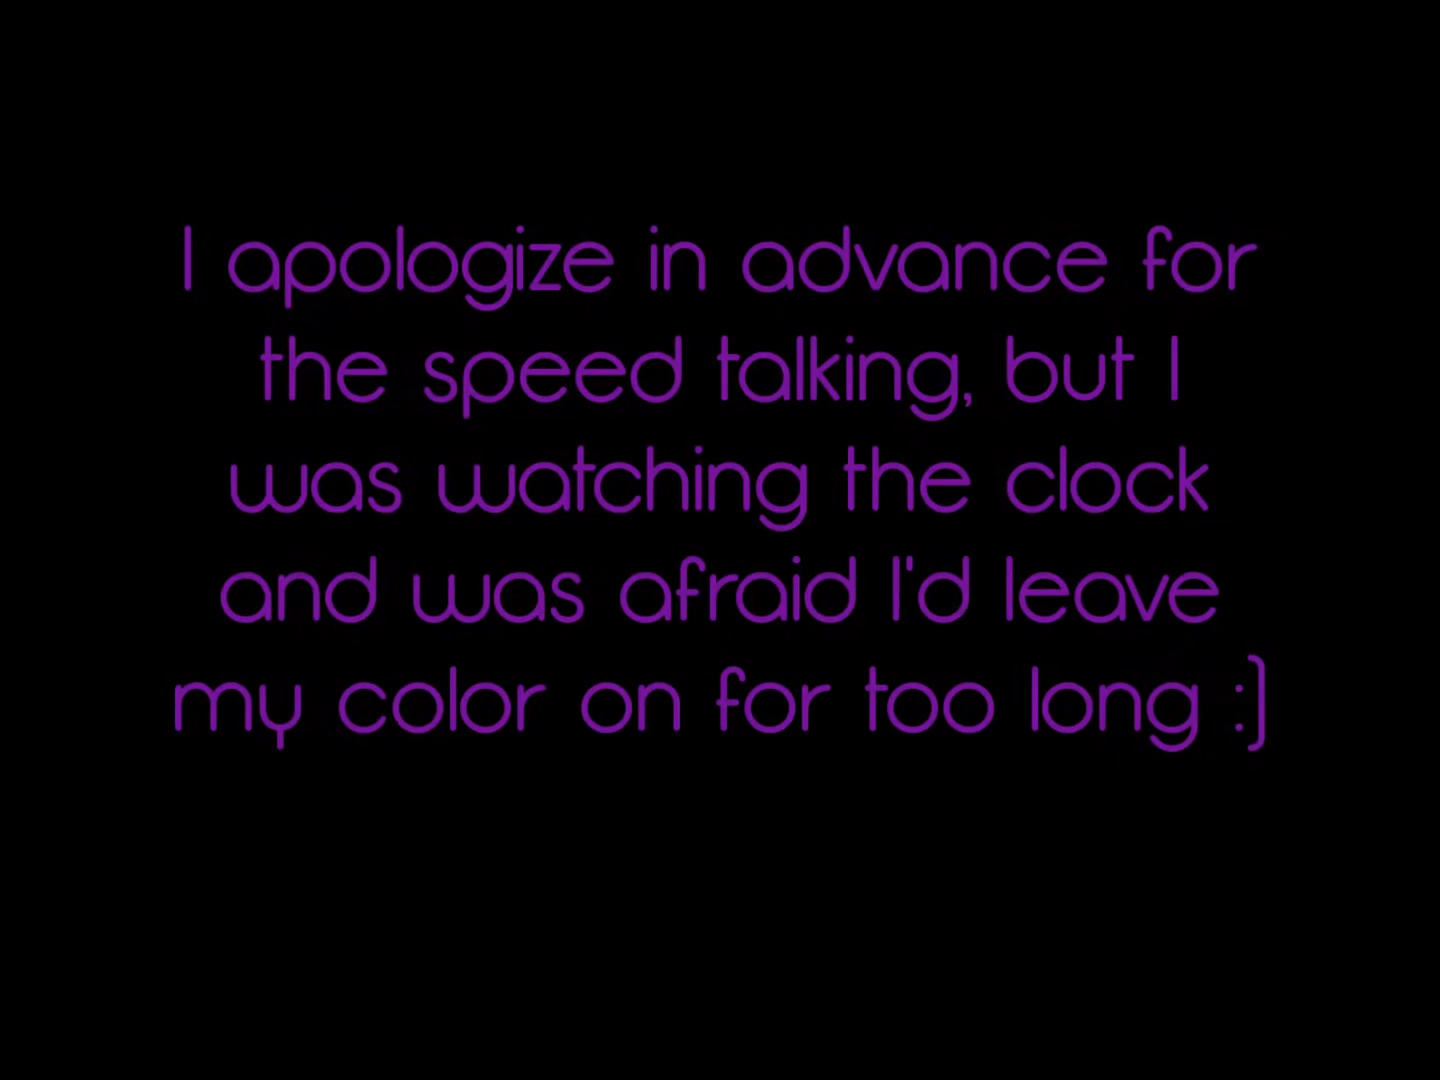 I apologize in advance for
the speed talking, but I
was watching the clock
and was afraid I'd leave
my color on for too long :)